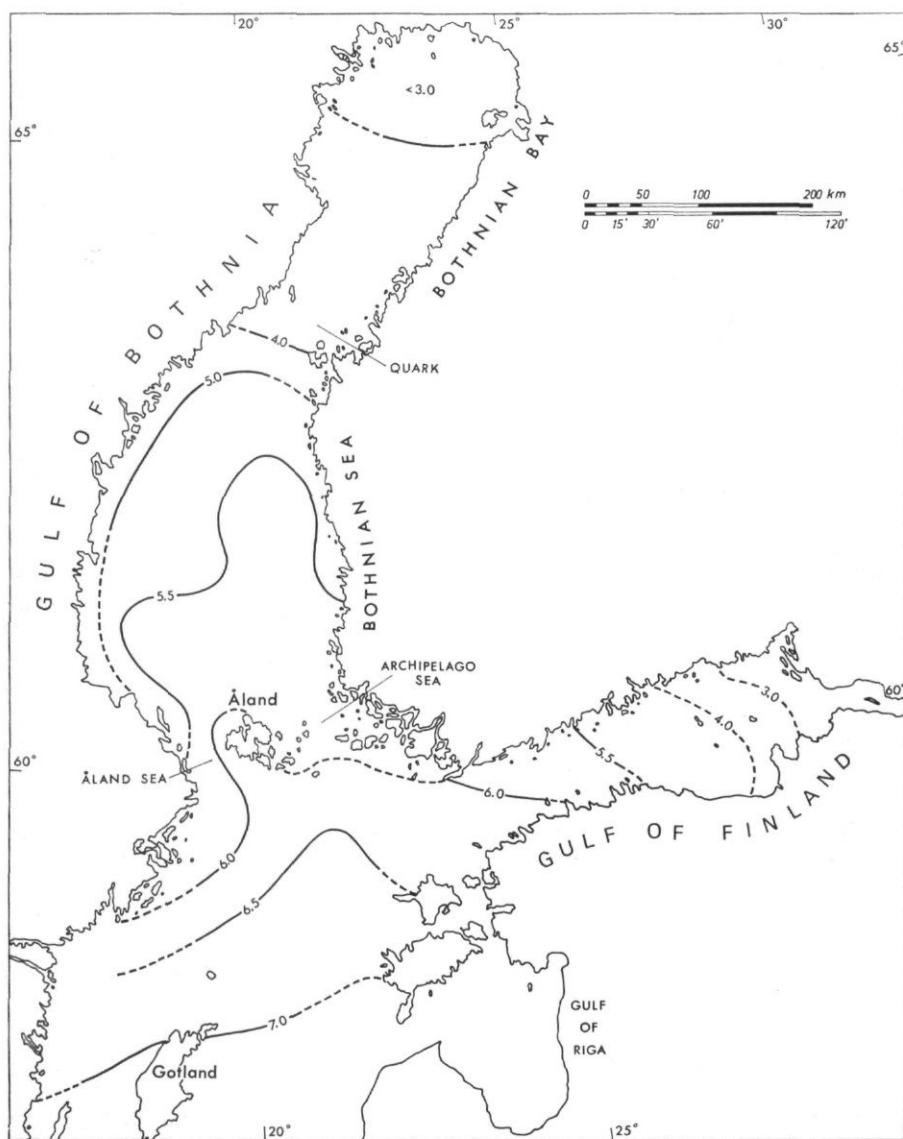 20°
25°
30°
65°
<3.0
65°
BOTHNIAN BAY
0 50 100 200 km
0 15' 30' 60' 120'
GULF OF BOTHNIA
4.0
QUARK
5.0
BOTHNIAN SEA
5.5
ARCHIPELAGO
SEA
Åland
60°
3.0
4.0
5.5
ÅLAND SEA
60°
6.0
GULF OF FINLAND
6.0
6.5
7.0
GULF
OF
RIGA
Gotland
20°
25°